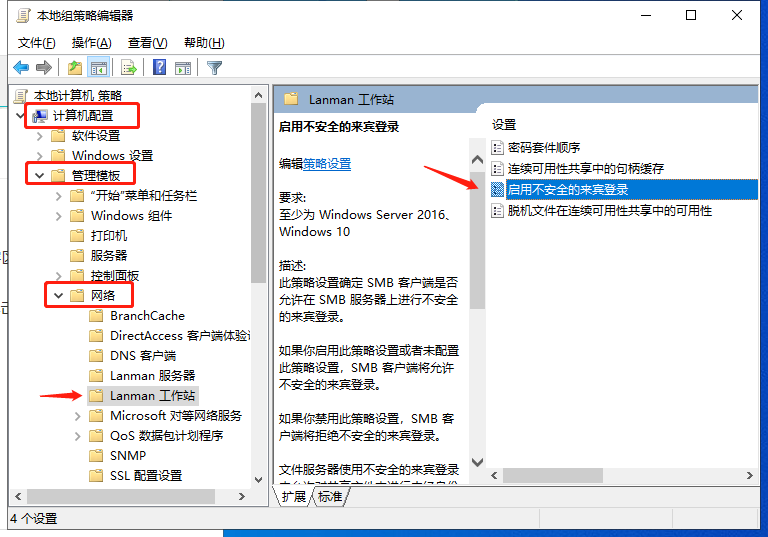 本地组策略编辑器
文件(F) 操作(A) 查看(V) 帮助(H)
本地计算机 策略
计算机配置
软件设置
Windows 设置
管理模板
“开始”菜单和任务栏
Windows 组件
打印机
服务器
控制面板
网络
BranchCache
DirectAccess 客户端体验
DNS 客户端
Lanman 服务器
Lanman 工作站
Microsoft 对等网络服务
QoS 数据包计划程序
SNMP
SSL 配置设置
Lanman 工作站
启用不安全的来宾登录
编辑策略设置
要求:
至少为 Windows Server 2016、
Windows 10
描述:
此策略设置确定 SMB 客户端是否
允许在 SMB 服务器上进行不安全
的来宾登录。
如果你启用此策略设置或者未配置
此策略设置，SMB 客户端将允许
不安全的来宾登录。
如果你禁用此策略设置，SMB 客
户端将拒绝不安全的来宾登录。
文件服务器使用不安全的来宾登录
设置
密码套件顺序
连续可用性共享中的句柄缓存
启用不安全的来宾登录
脱机文件在连续可用性共享中的可用性
扩展 标准
4 个设置